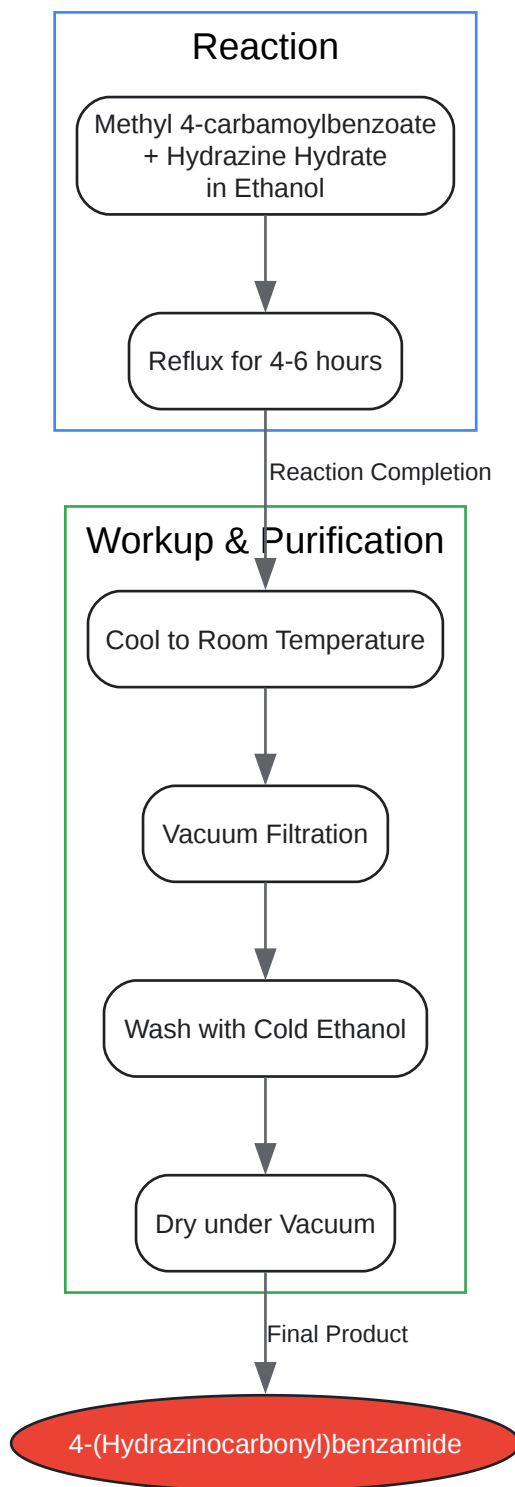 Reaction
Methyl 4-carbamoylbenzoate
+ Hydrazine Hydrate
in Ethanol
Reflux for 4-6 hours
Reaction Completion
Workup & Purification
Cool to Room Temperature
Vacuum Filtration
Wash with Cold Ethanol
Dry under Vacuum
Final Product
4-(Hydrazinocarbonyl)benzamide